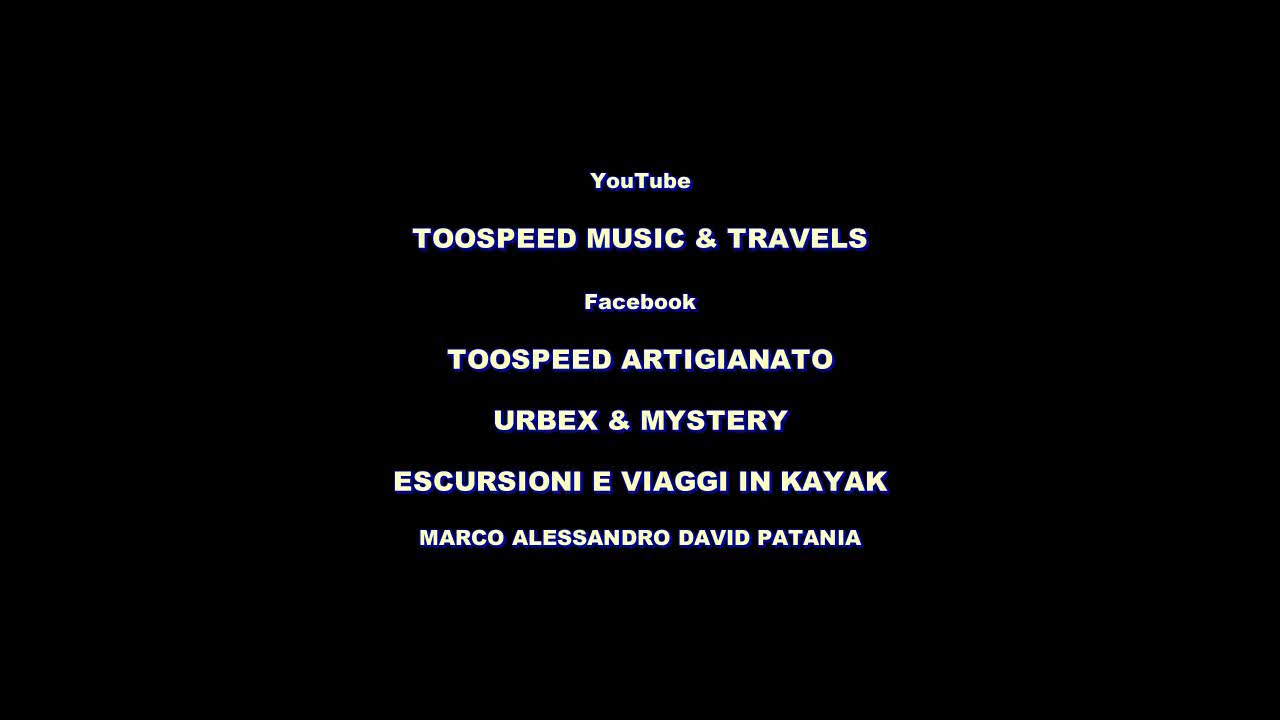 YouTube
TOOSPEED MUSIC & TRAVELS
Facebook
TOOSPEED ARTIGIANATO
URBEX & MYSTERY
ESCURSIONI E VIAGGI IN KAYAK
MARCO ALESSANDRO DAVID PATANIA